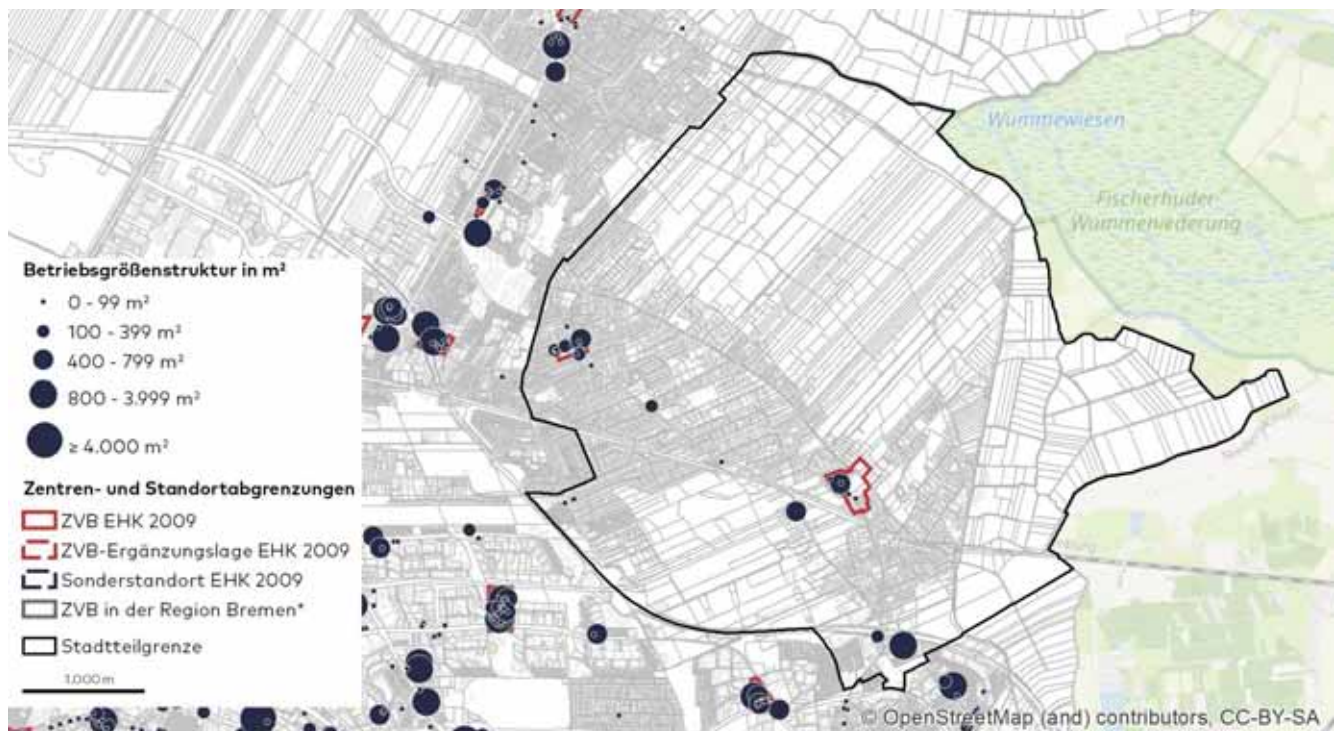 Wümmewiesen
Fischerhuder
Wümmeniederung
Betriebsgrößenstruktur in m²
0 - 99 m²
100 - 399 m²
400 - 799 m²
800 - 3.999 m²
≥ 4.000 m²
Zentren- und Standortabgrenzungen
ZVB EHK 2009
ZVB-Ergänzungslage EHK 2009
Sonderstandort EHK 2009
ZVB in der Region Bremen*
Stadtteilgrenze
1.000 m
© OpenStreetMap (and) contributors, CC-BY-SA